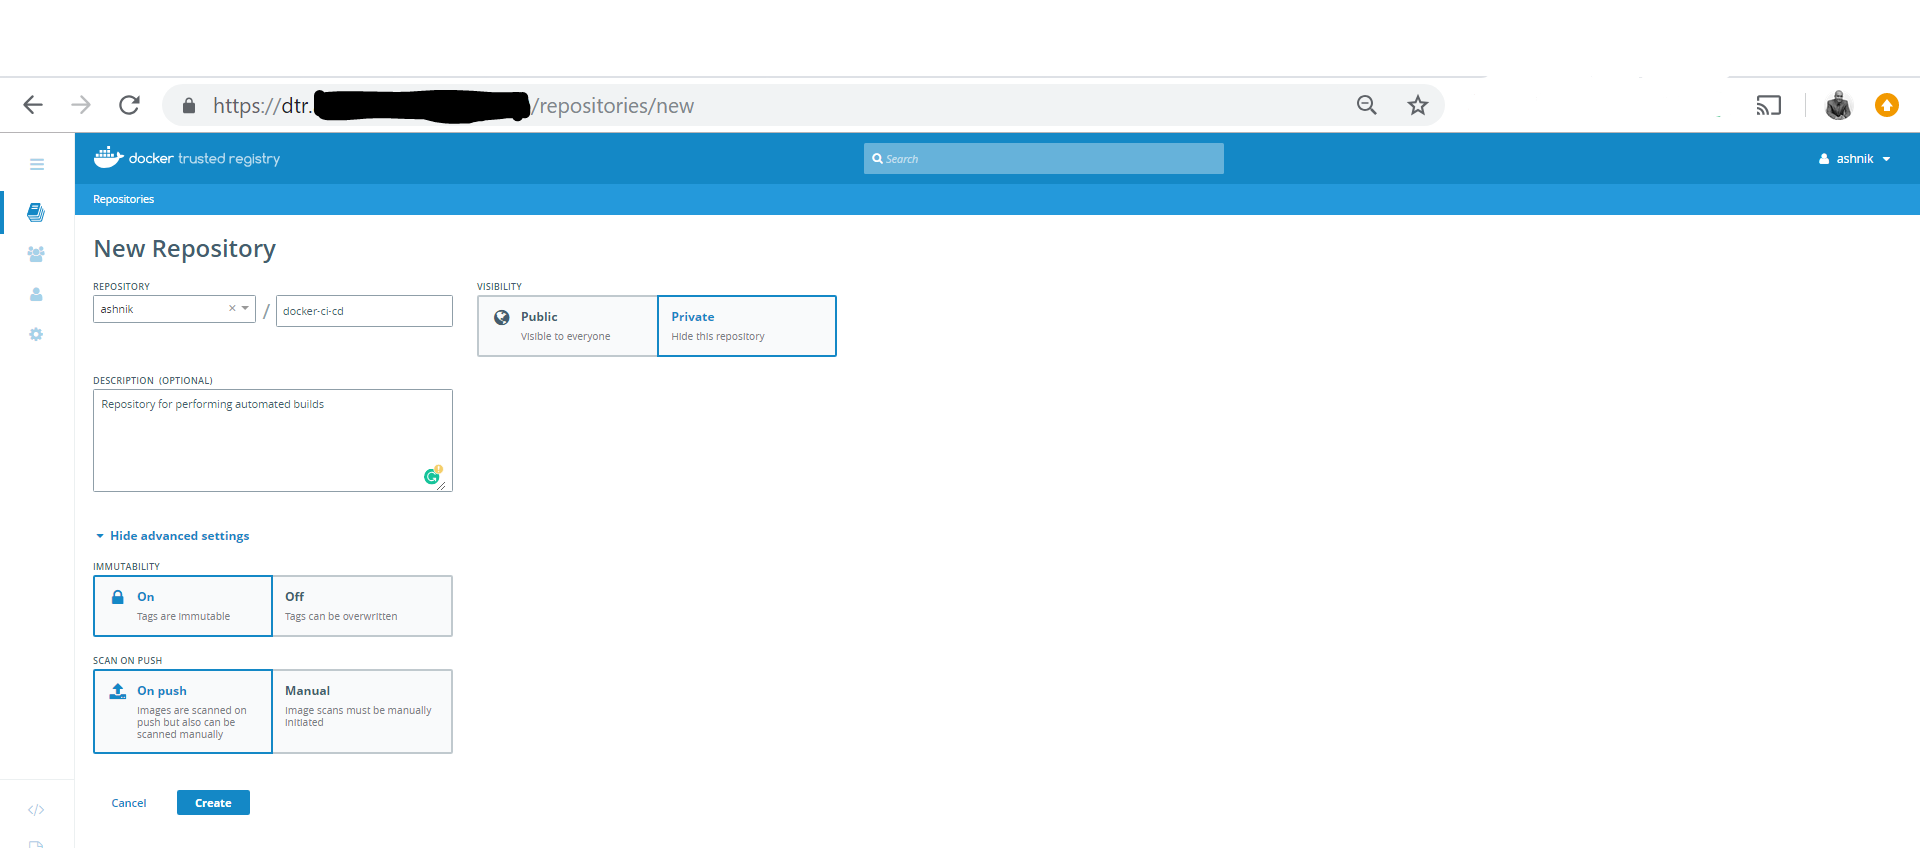 https://dtr.
/repositories/new
docker trusted registry
Search
ashnik
Repositories
New Repository
REPOSITORY
ashnik
/
docker-ci-cd
VISIBILITY
Public
Visible to everyone
Private
Hide this repository
DESCRIPTION (OPTIONAL)
Repository for performing automated builds
Hide advanced settings
IMMUTABILITY
On
Tags are immutable
Off
Tags can be overwritten
SCAN ON PUSH
On push
Images are scanned on
push but also can be
scanned manually
Manual
Image scans must be manually
initiated
Cancel
Create